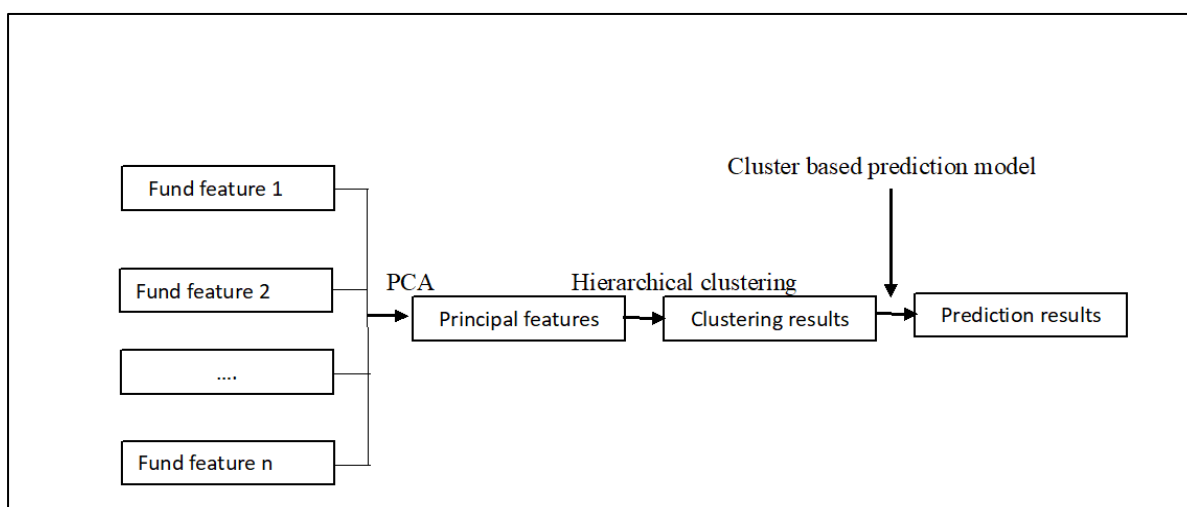 Cluster based prediction model
Fund feature 1
Fund feature 2
PCA
Hierarchical clustering
Principal features
Clustering results
Prediction results
....
Fund feature n